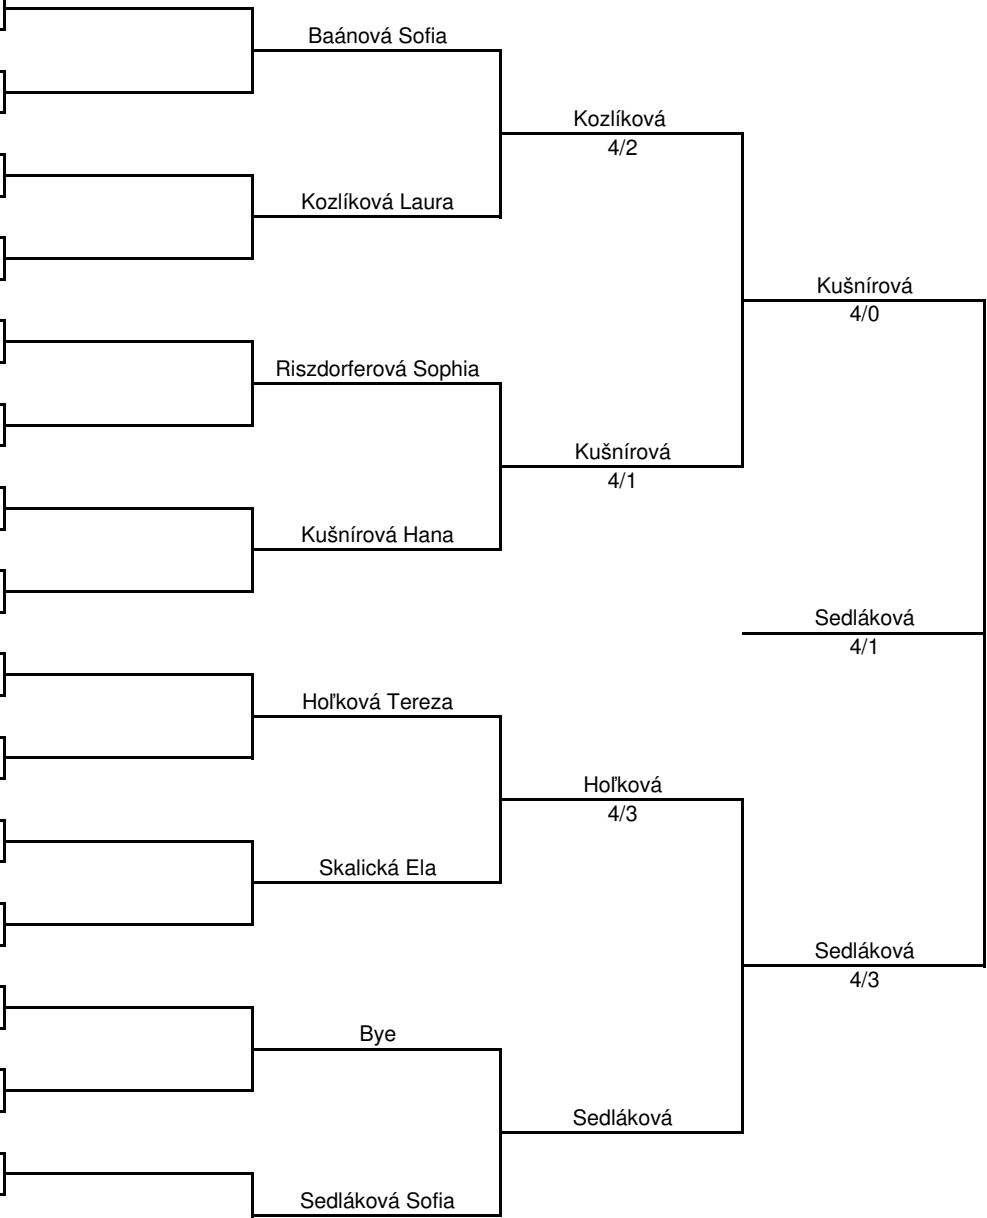 Baánová Sofia
Kozlíková
4/2
Kozlíková Laura
Kušnírová
4/0
Riszdorferová Sophia
Kušnírová
4/1
Kušnírová Hana
Sedláková
4/1
Hoľková Tereza
Hoľková
4/3
Skalická Ela
Sedláková
4/3
Bye
Sedláková
Sedláková Sofia